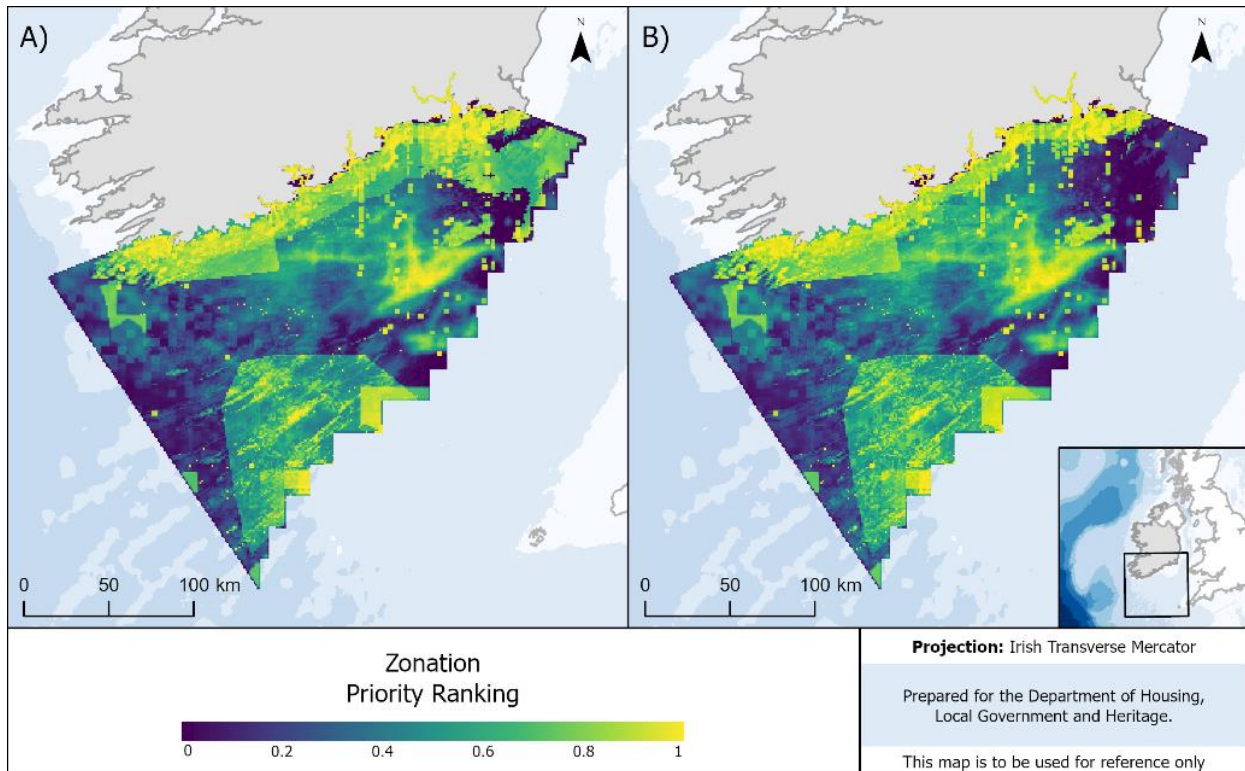 A)
N
0 50 100 km
B)
N
0 50 100 km
Zonation
Priority Ranking
0 0.2 0.4 0.6 0.8 1
Projection: Irish Transverse Mercator
Prepared for the Department of Housing,
Local Government and Heritage.
This map is to be used for reference only